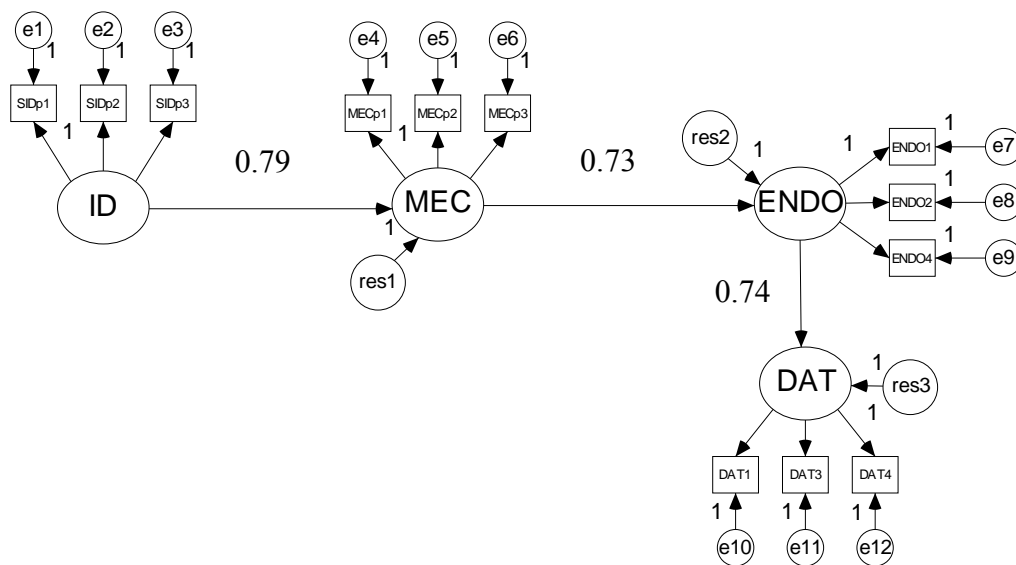 e1 e2 e3
1 1 1
SIDp1 SIDp2 SIDp3
1
ID
0.79
e4 e5 e6
1 1 1
MECp1 MECp2 MECp3
1
MEC
1
res1
0.73
res2
1
ENDO
1
ENDO1 1 e7
ENDO2 1 e8
ENDO4 1 e9
0.74
DAT
1
res3
1
DAT1 DAT3 DAT4
1 1 1
e10 e11 e12